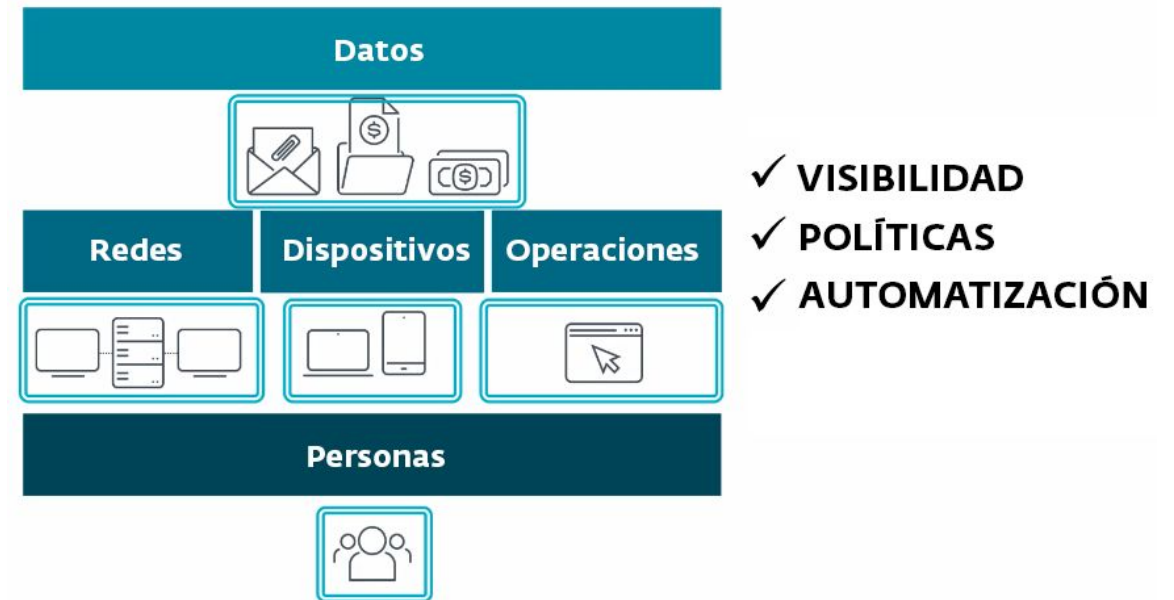 Datos
Redes
Dispositivos
Operaciones
Personas
✓ VISIBILIDAD
✓ POLÍTICAS
✓ AUTOMATIZACIÓN